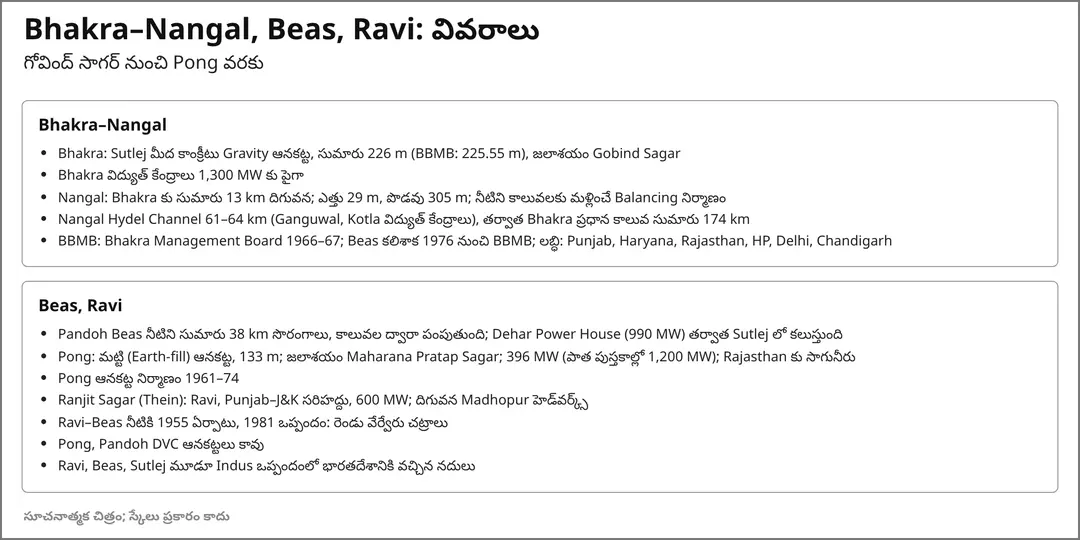 Bhakra–Nangal, Beas, Ravi: వివరాలు
గోవింద్ సాగర్ నుంచి Pong వరకు
Bhakra–Nangal
• Bhakra: Sutlej మీద కాంక్రీటు Gravity ఆనకట్ట, సుమారు 226 m (BBMB: 225.55 m), జలాశయం Gobind Sagar
• Bhakra విద్యుత్ కేంద్రాలు 1,300 MW కు పైగా
• Nangal: Bhakra కు సుమారు 13 km దిగువన; ఎత్తు 29 m, పొడవు 305 m; నీటిని కాలువలకు మళ్లించే Balancing నిర్మాణం
• Nangal Hydel Channel 61–64 km (Ganguwal, Kotla విద్యుత్ కేంద్రాలు), తర్వాత Bhakra ప్రధాన కాలువ సుమారు 174 km
• BBMB: Bhakra Management Board 1966–67; Beas కలిశాక 1976 నుంచి BBMB; లబ్ధి: Punjab, Haryana, Rajasthan, HP, Delhi, Chandigarh
Beas, Ravi
• Pandoh Beas నీటిని సుమారు 38 km సొరంగాలు, కాలువల ద్వారా పంపుతుంది; Dehar Power House (990 MW) తర్వాత Sutlej లో కలుస్తుంది
• Pong: మట్టి (Earth-fill) ఆనకట్ట, 133 m; జలాశయం Maharana Pratap Sagar; 396 MW (పాత పుస్తకాల్లో 1,200 MW); Rajasthan కు సాగునీరు
• Pong ఆనకట్ట నిర్మాణం 1961–74
• Ranjit Sagar (Thein): Ravi, Punjab–J&K సరిహద్దు, 600 MW; దిగువన Madhopur హెడ్‌వర్క్స్
• Ravi–Beas నీటికి 1955 ఏర్పాటు, 1981 ఒప్పందం: రెండు వేర్వేరు చట్రాలు
• Pong, Pandoh DVC ఆనకట్టలు కావు
• Ravi, Beas, Sutlej మూడూ Indus ఒప్పందంలో భారతదేశానికి వచ్చిన నదులు
సూచనాత్మక చిత్రం; స్కేలు ప్రకారం కాదు